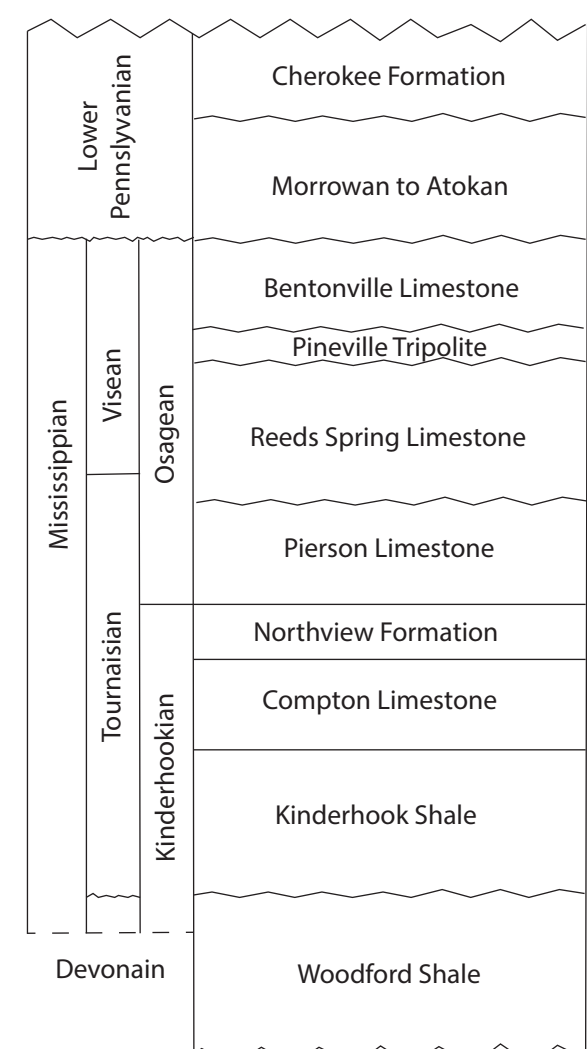 Lower
Pennslyvanian
Cherokee Formation
Morrowan to Atokan
Mississippian
Visean
Tournaisian
Osagean
Kinderhookian
Bentonville Limestone
Pineville Tripolite
Reeds Spring Limestone
Pierson Limestone
Northview Formation
Compton Limestone
Kinderhook Shale
Devonain
Woodford Shale